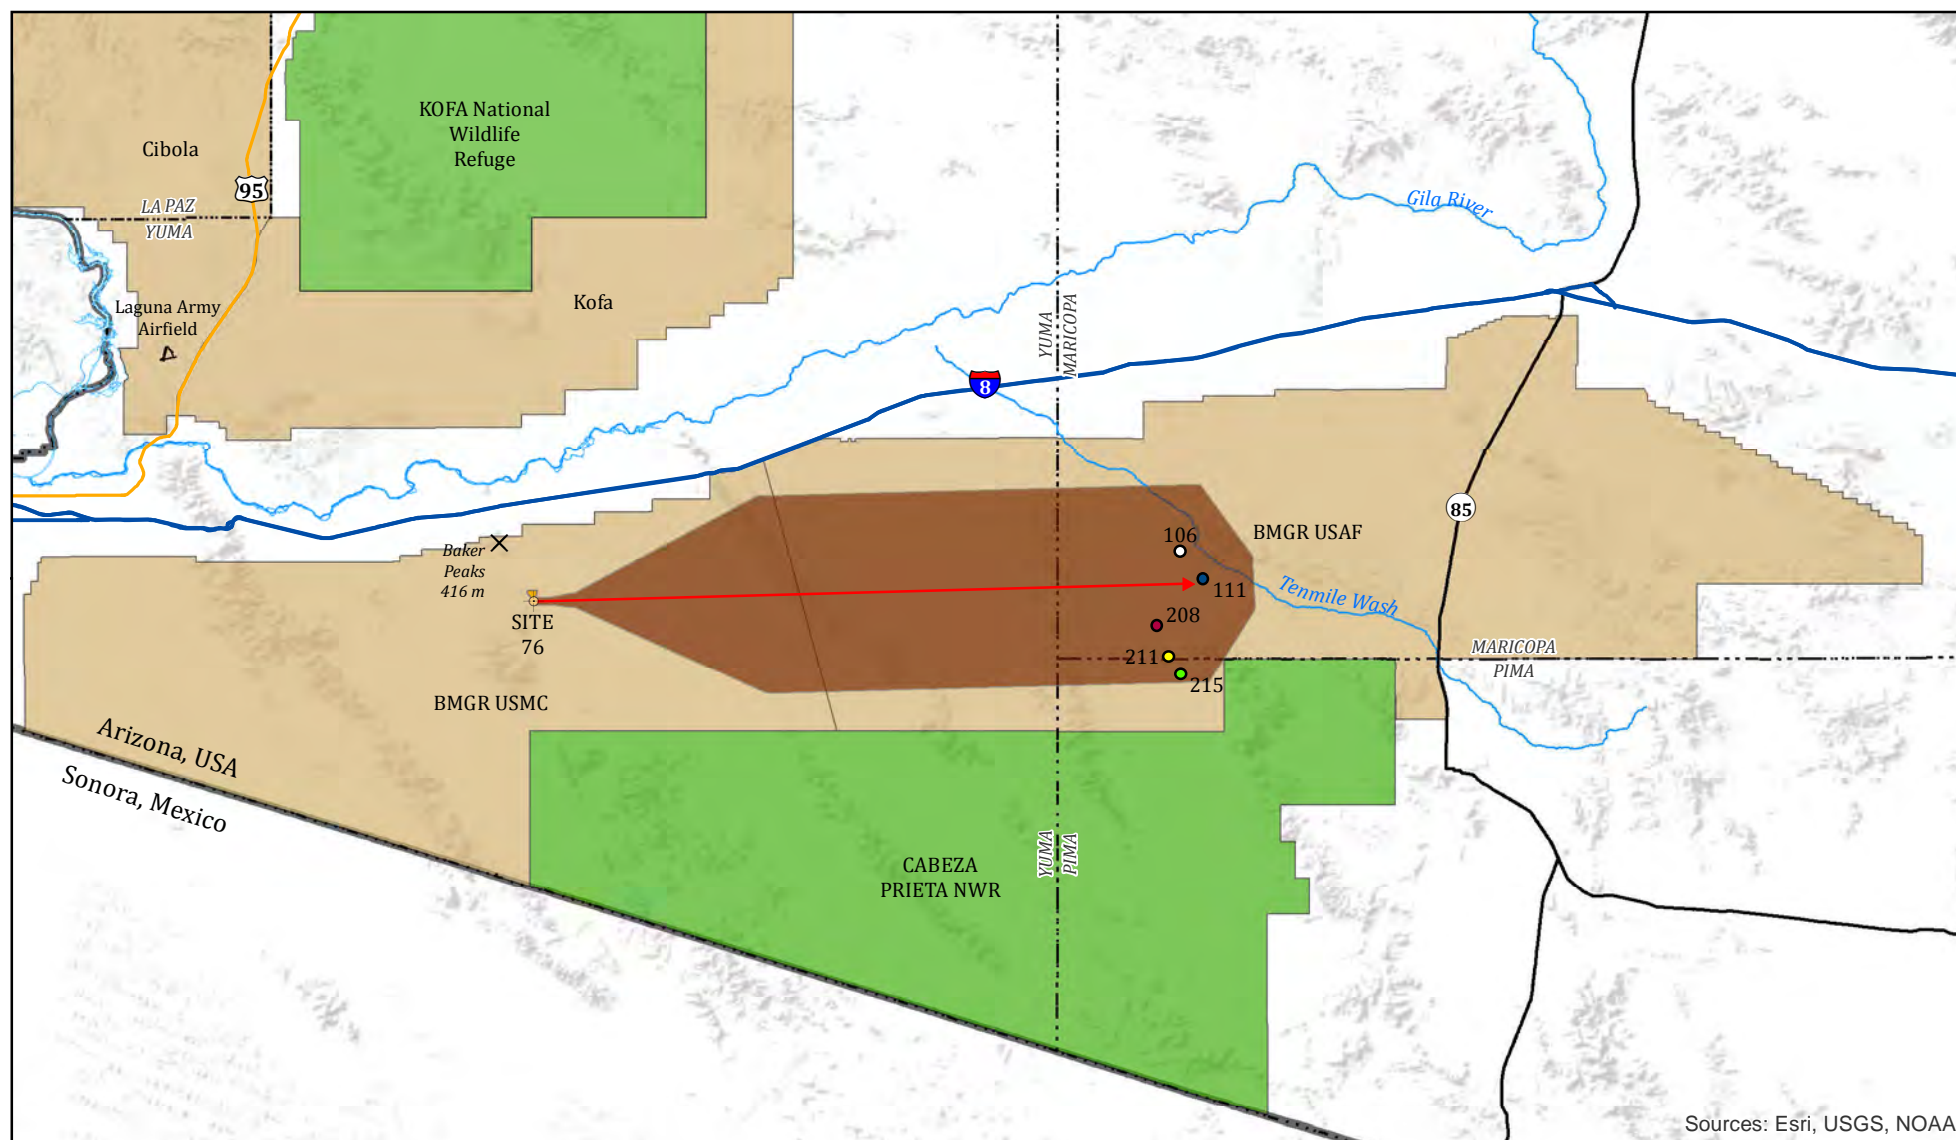 KOFA National
Wildlife
Refuge
Cibola
95
LA PAZ
YUMA
Gila River
Laguna Army
Airfield
Kofa
YUMA
MARICOPA
8
85
BMGR USAF
106
Baker
Peaks
416 m
111
Tenmile Wash
SITE
76
208
211
215
MARICOPA
PIMA
BMGR USMC
Arizona, USA
Sonora, Mexico
YUMA
PIMA
CABEZA
PRIETA NWR
Sources: Esri, USGS, NOAA